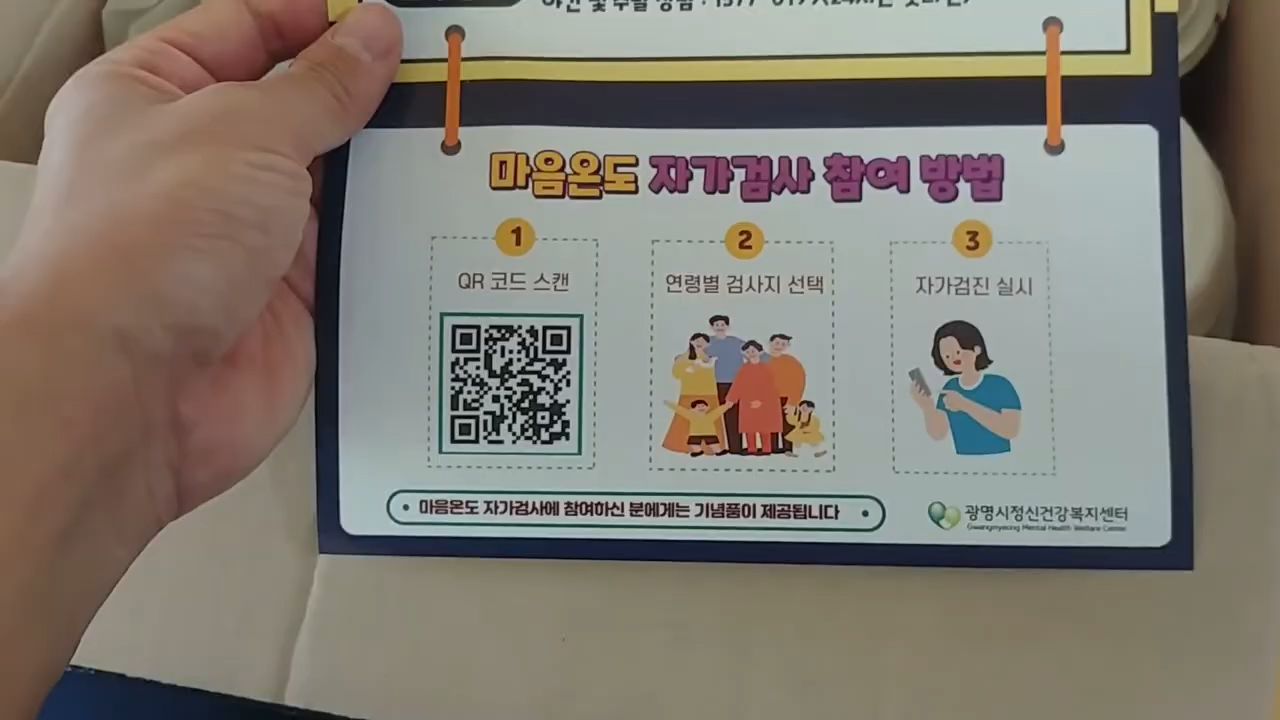 마음온도 자가검사 참여 방법
1
QR 코드 스캔
2
연령별 검사지 선택
3
자가검진 실시
마음온도 자가검사에 참여하신 분에게는 기념품이 제공됩니다
광명시정신건강복지센터
Gwangmyeong Mental Health Welfare Center